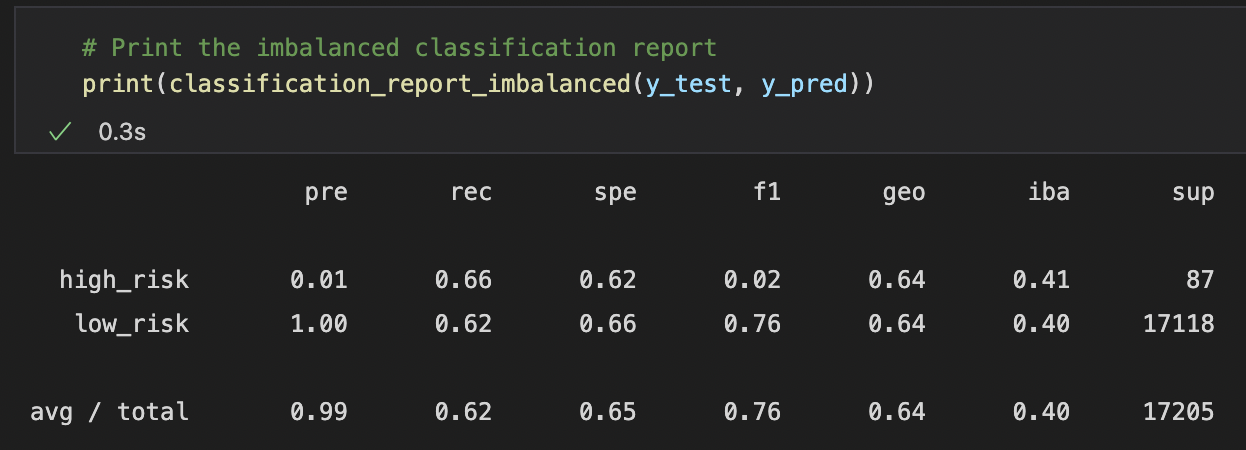 # Print the imbalanced classification report
print(classification_report_imbalanced(y_test, y_pred))
✓ 0.3s
pre rec spe f1 geo iba sup
high_risk 0.01 0.66 0.62 0.02 0.64 0.41 87
low_risk 1.00 0.62 0.66 0.76 0.64 0.40 17118
avg / total 0.99 0.62 0.65 0.76 0.64 0.40 17205